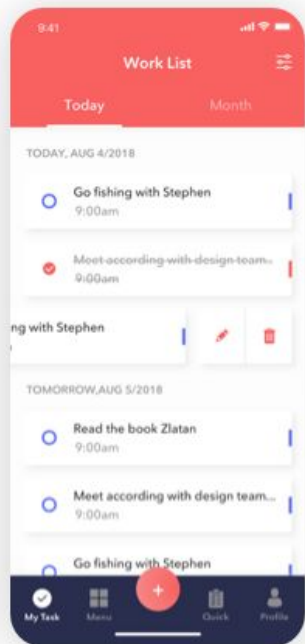 9:41
Work List
Today Month
TODAY, AUG 4/2018
Go fishing with Stephen
9:00am
Meet according with design team..
9:00am
ng with Stephen
TOMORROW,AUG 5/2018
Read the book Zlatan
9:00am
Meet according with design team...
9:00am
Go fishing with Stephen
My Task Menu + Quick Profile